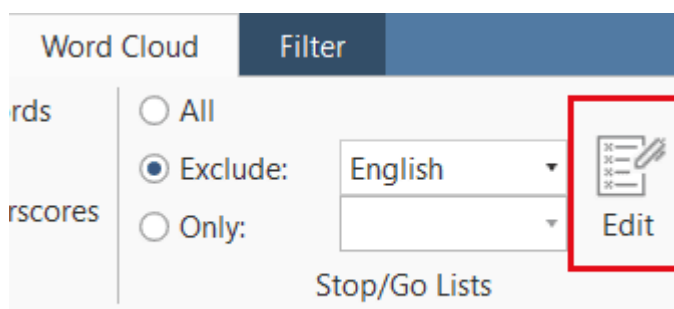 Word Cloud Filter
rds All
Exclude: English
rscores Only: Edit
Stop/Go Lists